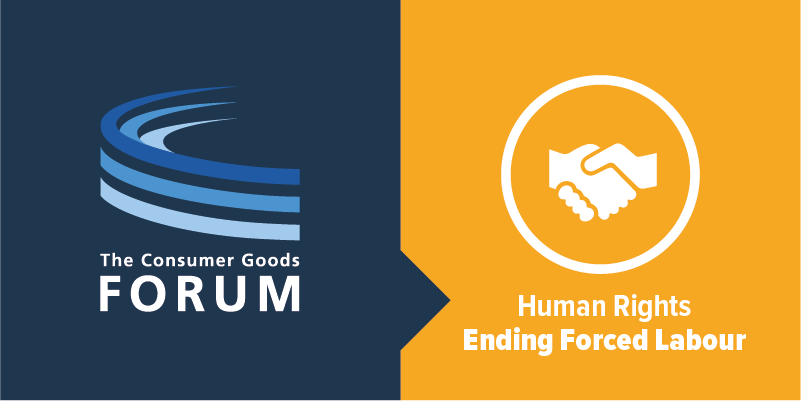 The Consumer Goods
FORUM
Human Rights
Ending Forced Labour